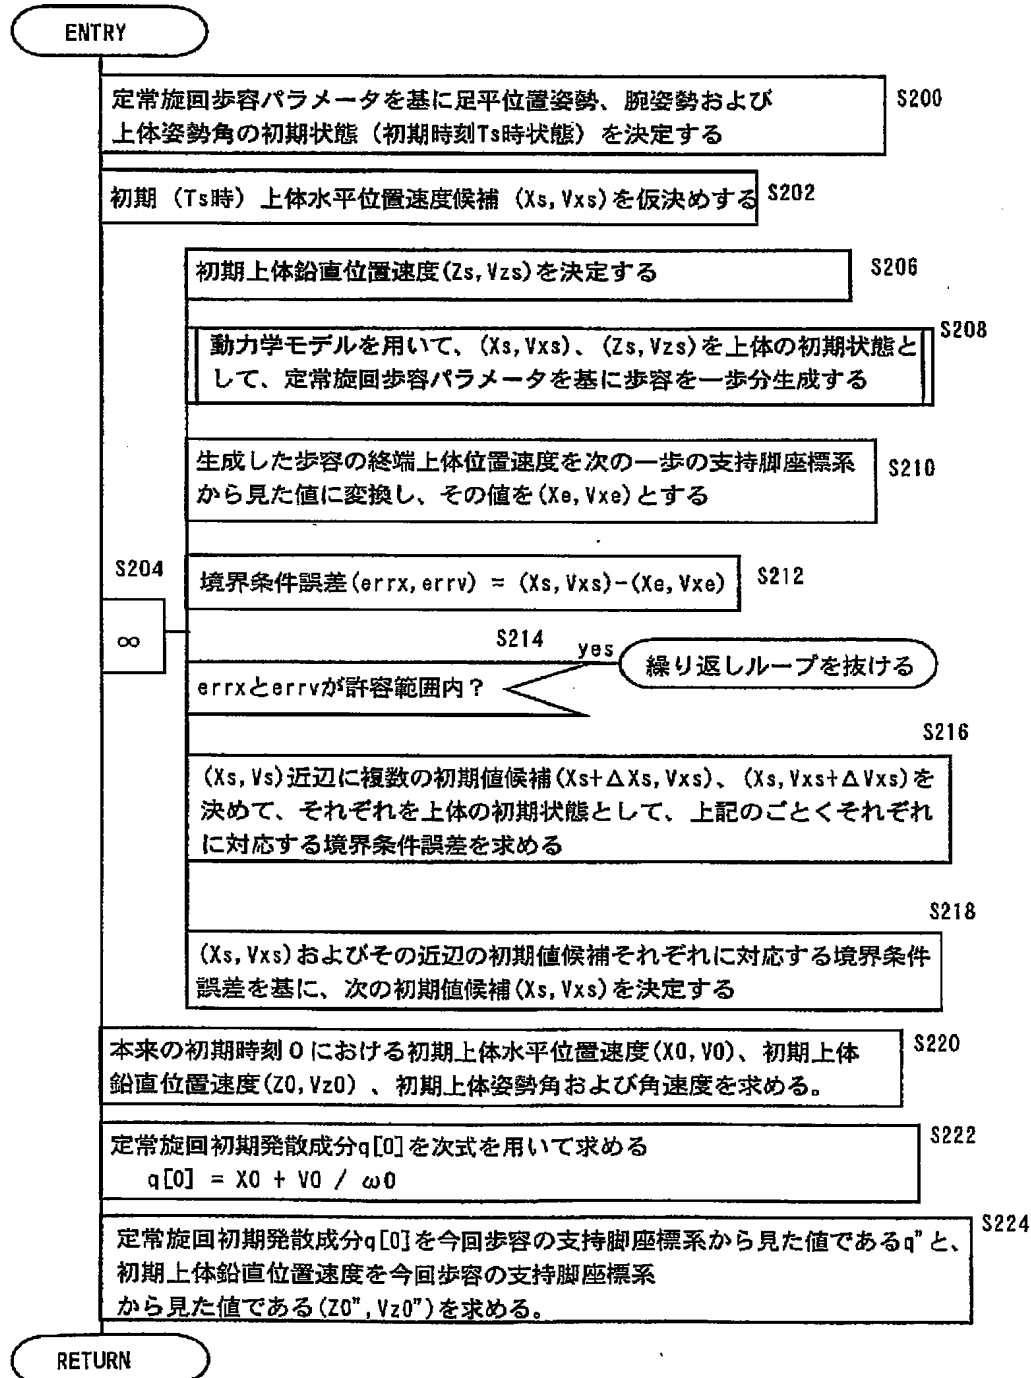 ENTRY
定常旋回歩容パラメータを基に足平位置姿勢、腕姿勢および
上体姿勢角の初期状態（初期時刻Ts時状態）を決定する
S200
初期（Ts時）上体水平位置速度候補（Xs,Vxs)を仮決めする
S202
初期上体鉛直位置速度(Zs,Vzs)を決定する
S206
S208
動力学モデルを用いて、(Xs,Vxs)、(Zs,Vzs)を上体の初期状態と
して、定常旋回歩容パラメータを基に歩容を一歩分生成する
生成した歩容の終端上体位置速度を次の一歩の支持脚座標系
から見た値に変換し、その値を(Xe,Vxe)とする
S210
S204
∞
境界条件誤差(errx,errv) = (Xs,Vxs)-(Xe,Vxe)
S212
S214
yes
繰り返しループを抜ける
errxとerrvが許容範囲内？
S216
(Xs,Vs)近辺に複数の初期値候補(Xs+ΔXs,Vxs)、(Xs,Vxs+ΔVxs)を
決めて、それぞれを上体の初期状態として、上記のごとくそれぞれ
に対応する境界条件誤差を求める
S218
(Xs,Vxs)およびその近辺の初期値候補それぞれに対応する境界条件
誤差を基に、次の初期値候補(Xs,Vxs)を決定する
本来の初期時刻０における初期上体水平位置速度(X0,V0)、初期上体
鉛直位置速度(Z0,Vz0) 、初期上体姿勢角および角速度を求める。
S220
定常旋回初期発散成分q[0]を次式を用いて求める
q[0] = X0 + V0 / ω0
S222
定常旋回初期発散成分q[0]を今回歩容の支持脚座標系から見た値であるq"と、
初期上体鉛直位置速度を今回歩容の支持脚座標系
から見た値である(Z0",Vz0")を求める。
S224
RETURN